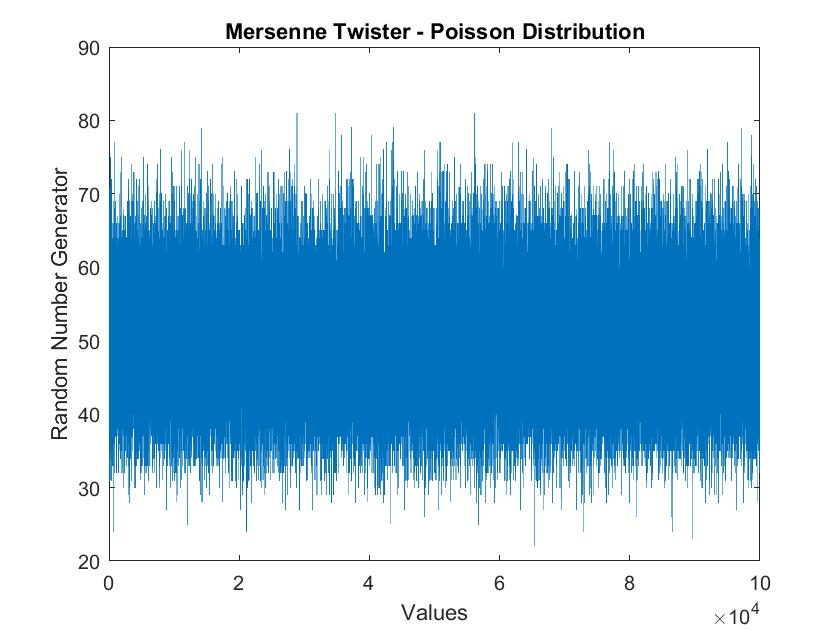 Mersenne Twister - Poisson Distribution
90
80
70
60
50
40
30
20
Random Number Generator
0 2 4 6 8 10
Values
×10^4